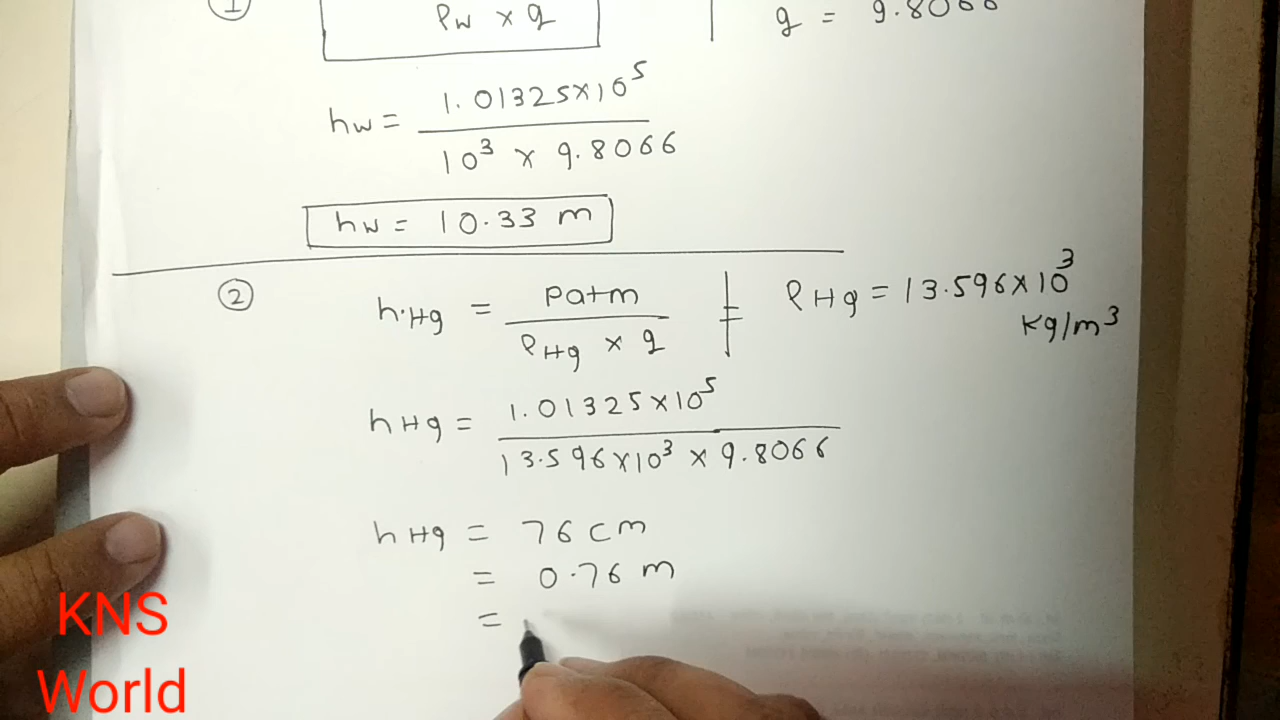 ①
ρw × g
g = 9.8066
hw = 1.01325×10⁵ / 10³ × 9.8066
hw = 10.33 m
②
h.Hg = Patm / ρHg × g
ρHg = 13.596×10³
Kg/m³
hHg = 1.01325×10⁵ / 13.596×10³ × 9.8066
hHg = 76 cm
= 0.76 m
=
KNS
World